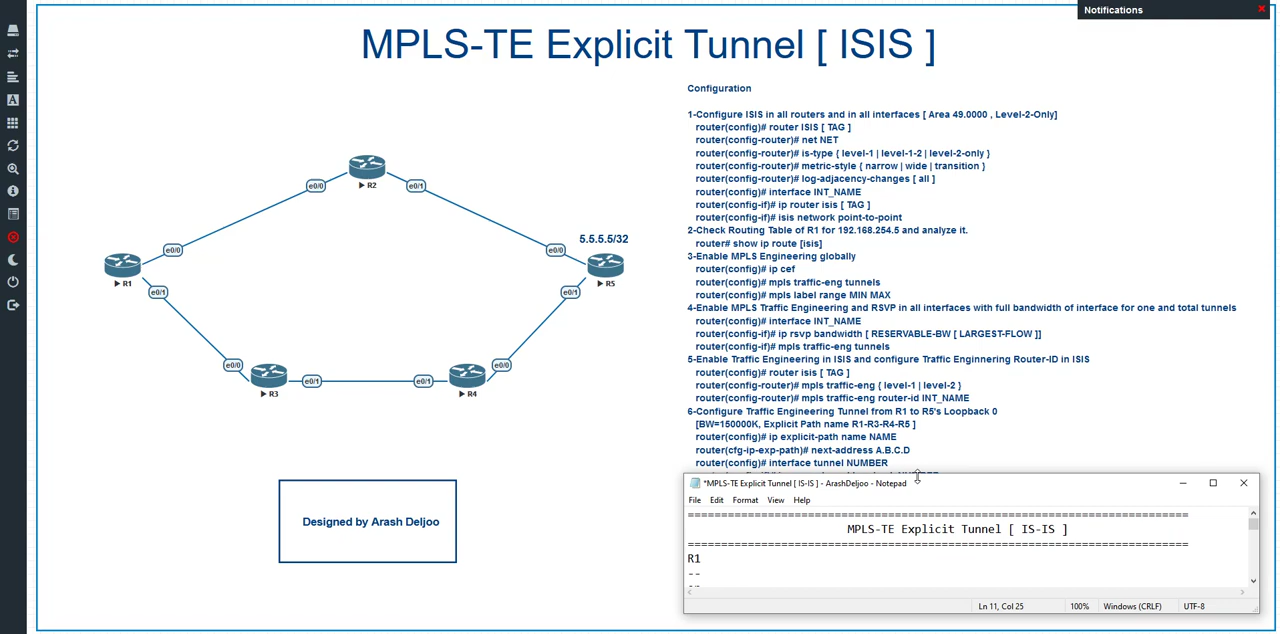 Notifications
MPLS-TE Explicit Tunnel [ ISIS ]
Configuration
1-Configure ISIS in all routers and in all interfaces [ Area 49.0000 , Level-2-Only]
router(config)# router ISIS [ TAG ]
router(config-router)# net NET
router(config-router)# is-type { level-1 | level-1-2 | level-2-only }
router(config-router)# metric-style { narrow | wide | transition }
router(config-router)# log-adjacency-changes [ all ]
router(config)# interface INT_NAME
router(config-if)# ip router isis [ TAG ]
router(config-if)# isis network point-to-point
2-Check Routing Table of R1 for 192.168.254.5 and analyze it.
router# show ip route [isis]
3-Enable MPLS Engineering globally
router(config)# ip cef
router(config)# mpls traffic-eng tunnels
router(config)# mpls label range MIN MAX
4-Enable MPLS Traffic Engineering and RSVP in all interfaces with full bandwidth of interface for one and total tunnels
router(config)# interface INT_NAME
router(config-if)# ip rsvp bandwidth [ RESERVABLE-BW [ LARGEST-FLOW ]]
router(config-if)# mpls traffic-eng tunnels
5-Enable Traffic Engineering in ISIS and configure Traffic Enginnering Router-ID in ISIS
router(config)# router isis [ TAG ]
router(config-router)# mpls traffic-eng { level-1 | level-2 }
router(config-router)# mpls traffic-eng router-id INT_NAME
6-Configure Traffic Engineering Tunnel from R1 to R5's Loopback 0
[BW=150000K, Explicit Path name R1-R3-R4-R5 ]
router(config)# ip explicit-path name NAME
router(cfg-ip-exp-path)# next-address A.B.C.D
router(config)# interface tunnel NUMBER
R2
e0/0
e0/1
5.5.5.5/32
e0/0
e0/0
R1
R5
e0/1
e0/1
e0/0
e0/0
e0/1
e0/1
R3
R4
Designed by Arash Deljoo
*MPLS-TE Explicit Tunnel [ IS-IS ] - ArashDeljoo - Notepad
File Edit Format View Help
===========================================================================
MPLS-TE Explicit Tunnel [ IS-IS ]
===========================================================================
R1
--
Ln 11, Col 25
100%
Windows (CRLF)
UTF-8